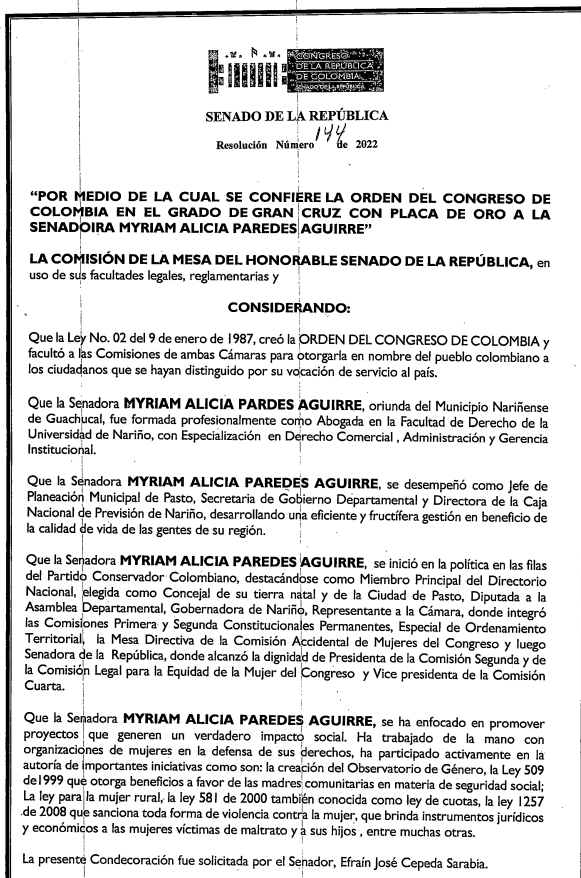 CONGRESO
DE LA REPÚBLICA
DE COLOMBIA
SENADO DE LA REPÚBLICA
SENADO DE LA REPÚBLICA
Resolución Número 144 de 2022
“POR MEDIO DE LA CUAL SE CONFIERE LA ORDEN DEL CONGRESO DE
COLOMBIA EN EL GRADO DE GRAN CRUZ CON PLACA DE ORO A LA
SENADOIRA MYRIAM ALICIA PAREDES AGUIRRE”
LA COMISIÓN DE LA MESA DEL HONORABLE SENADO DE LA REPÚBLICA, en
uso de sus facultades legales, reglamentarias y
CONSIDERANDO:
Que la Ley No. 02 del 9 de enero de 1987, creó la ORDEN DEL CONGRESO DE COLOMBIA y
facultó a las Comisiones de ambas Cámaras para otorgarla en nombre del pueblo colombiano a
los ciudadanos que se hayan distinguido por su vocación de servicio al país.
Que la Senadora MYRIAM ALICIA PARDES AGUIRRE, oriunda del Municipio Nariñense
de Guachucal, fue formada profesionalmente como Abogada en la Facultad de Derecho de la
Universidad de Nariño, con Especialización en Derecho Comercial , Administración y Gerencia
Institucional.
Que la Senadora MYRIAM ALICIA PAREDES AGUIRRE, se desempeñó como Jefe de
Planeación Municipal de Pasto, Secretaria de Gobierno Departamental y Directora de la Caja
Nacional de Previsión de Nariño, desarrollando una eficiente y fructífera gestión en beneficio de
la calidad de vida de las gentes de su región.
Que la Senadora MYRIAM ALICIA PAREDES AGUIRRE, se inició en la política en las filas
del Partido Conservador Colombiano, destacándose como Miembro Principal del Directorio
Nacional, elegida como Concejal de su tierra natal y de la Ciudad de Pasto, Diputada a la
Asamblea Departamental, Gobernadora de Nariño, Representante a la Cámara, donde integró
las Comisiones Primera y Segunda Constitucionales Permanentes, Especial de Ordenamiento
Territorial, la Mesa Directiva de la Comisión Accidental de Mujeres del Congreso y luego
Senadora de la República, donde alcanzó la dignidad de Presidenta de la Comisión Segunda y de
la Comisión Legal para la Equidad de la Mujer del Congreso y Vice presidenta de la Comisión
Cuarta.
Que la Senadora MYRIAM ALICIA PAREDES AGUIRRE, se ha enfocado en promover
proyectos que generen un verdadero impacto social. Ha trabajado de la mano con
organizaciones de mujeres en la defensa de sus derechos, ha participado activamente en la
autoría de importantes iniciativas como son: la creación del Observatorio de Género, la Ley 509
de1999 que otorga beneficios a favor de las madres comunitarias en materia de seguridad social;
La ley para la mujer rural, la ley 581 de 2000 también conocida como ley de cuotas, la ley 1257
de 2008 que sanciona toda forma de violencia contra la mujer, que brinda instrumentos jurídicos
y económicos a las mujeres víctimas de maltrato y a sus hijos , entre muchas otras.
La presente Condecoración fue solicitada por el Senador, Efraín José Cepeda Sarabia.